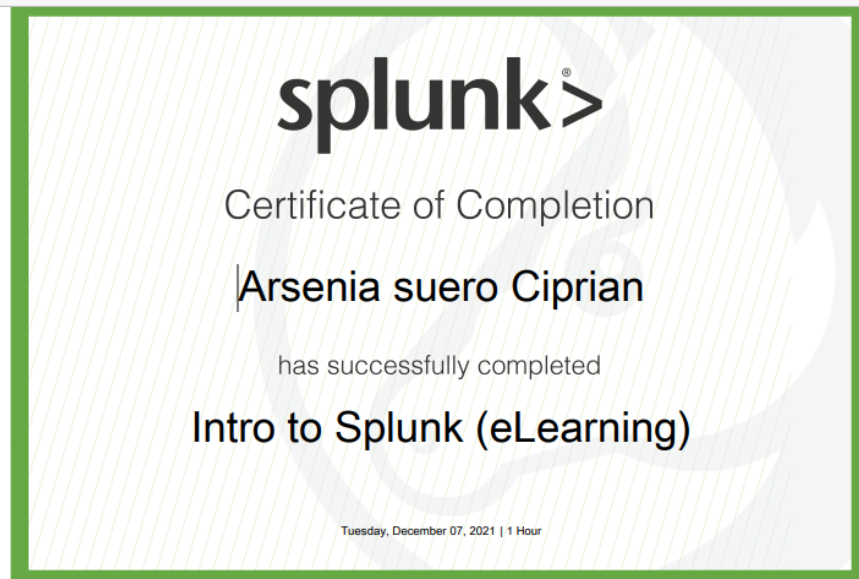 splunk>®
Certificate of Completion
Arsenia suero Ciprian
has successfully completed
Intro to Splunk (eLearning)
Tuesday, December 07, 2021 | 1 Hour